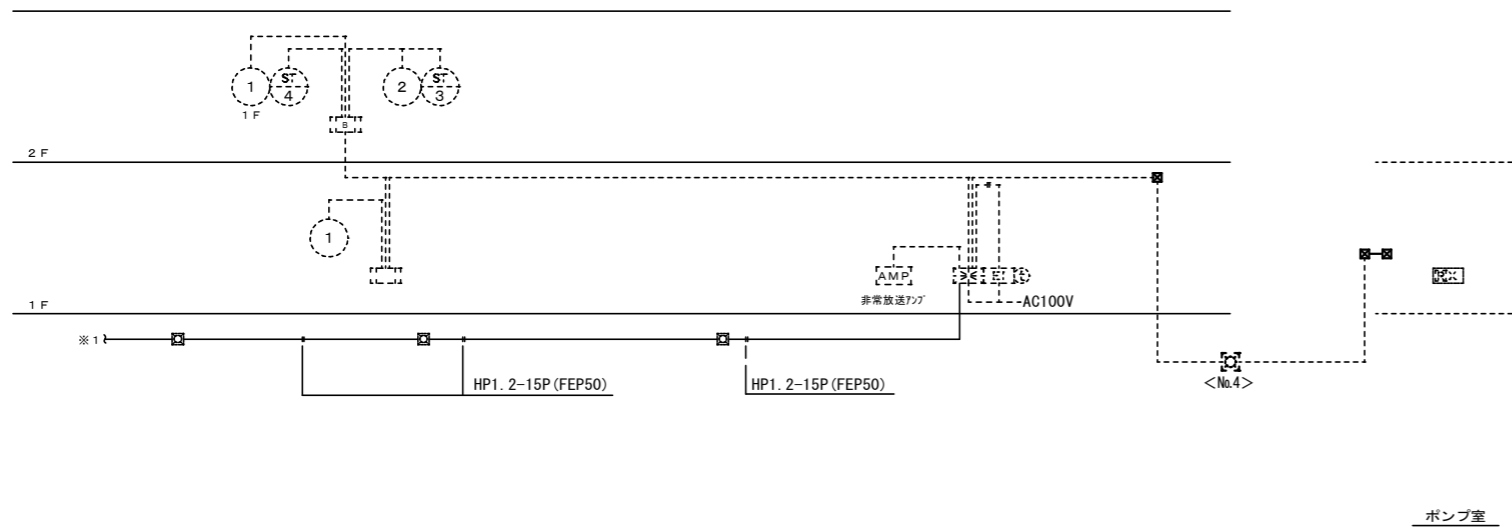 1
ST
4
2
ST
3
1F
B
2F
1
AMP
E
非常放送ｱﾝﾌﾟ
AC100V
1F
※1
HP1.2-15P(FEP50)
HP1.2-15P(FEP50)
＜No.4＞
ポンプ室